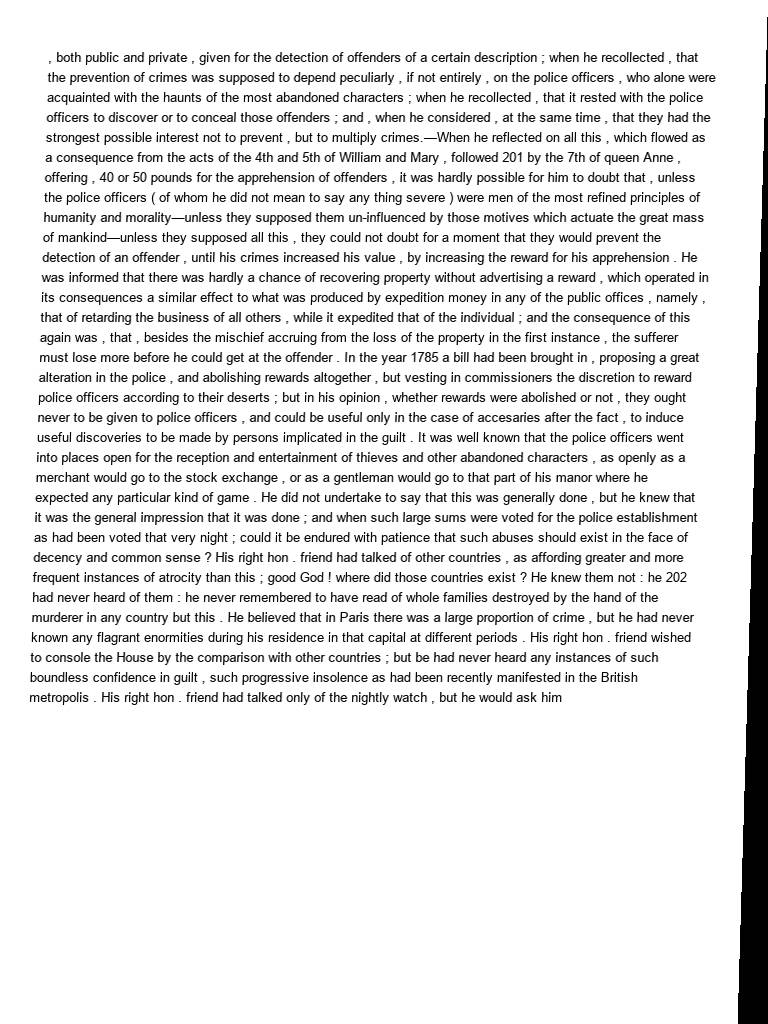 , both public and private , given for the detection of offenders of a certain description ; when he recollected , that
the prevention of crimes was supposed to depend peculiarly , if not entirely , on the police officers , who alone were
acquainted with the haunts of the most abandoned characters ; when he recollected , that it rested with the police
officers to discover or to conceal those offenders ; and , when he considered , at the same time , that they had the
strongest possible interest not to prevent , but to multiply crimes.—When he reflected on all this , which flowed as
a consequence from the acts of the 4th and 5th of William and Mary , followed 201 by the 7th of queen Anne ,
offering , 40 or 50 pounds for the apprehension of offenders , it was hardly possible for him to doubt that , unless
the police officers ( of whom he did not mean to say any thing severe ) were men of the most refined principles of
humanity and morality—unless they supposed them un-influenced by those motives which actuate the great mass
of mankind—unless they supposed all this , they could not doubt for a moment that they would prevent the
detection of an offender , until his crimes increased his value , by increasing the reward for his apprehension . He
was informed that there was hardly a chance of recovering property without advertising a reward , which operated in
its consequences a similar effect to what was produced by expedition money in any of the public offices , namely ,
that of retarding the business of all others , while it expedited that of the individual ; and the consequence of this
again was , that , besides the mischief accruing from the loss of the property in the first instance , the sufferer
must lose more before he could get at the offender . In the year 1785 a bill had been brought in , proposing a great
alteration in the police , and abolishing rewards altogether , but vesting in commissioners the discretion to reward
police officers according to their deserts ; but in his opinion , whether rewards were abolished or not , they ought
never to be given to police officers , and could be useful only in the case of accesaries after the fact , to induce
useful discoveries to be made by persons implicated in the guilt . It was well known that the police officers went
into places open for the reception and entertainment of thieves and other abandoned characters , as openly as a
merchant would go to the stock exchange , or as a gentleman would go to that part of his manor where he
expected any particular kind of game . He did not undertake to say that this was generally done , but he knew that
it was the general impression that it was done ; and when such large sums were voted for the police establishment
as had been voted that very night ; could it be endured with patience that such abuses should exist in the face of
decency and common sense ? His right hon . friend had talked of other countries , as affording greater and more
frequent instances of atrocity than this ; good God ! where did those countries exist ? He knew them not : he 202
had never heard of them : he never remembered to have read of whole families destroyed by the hand of the
murderer in any country but this . He believed that in Paris there was a large proportion of crime , but he had never
known any flagrant enormities during his residence in that capital at different periods . His right hon . friend wished
to console the House by the comparison with other countries ; but be had never heard any instances of such
boundless confidence in guilt , such progressive insolence as had been recently manifested in the British
metropolis . His right hon . friend had talked only of the nightly watch , but he would ask him